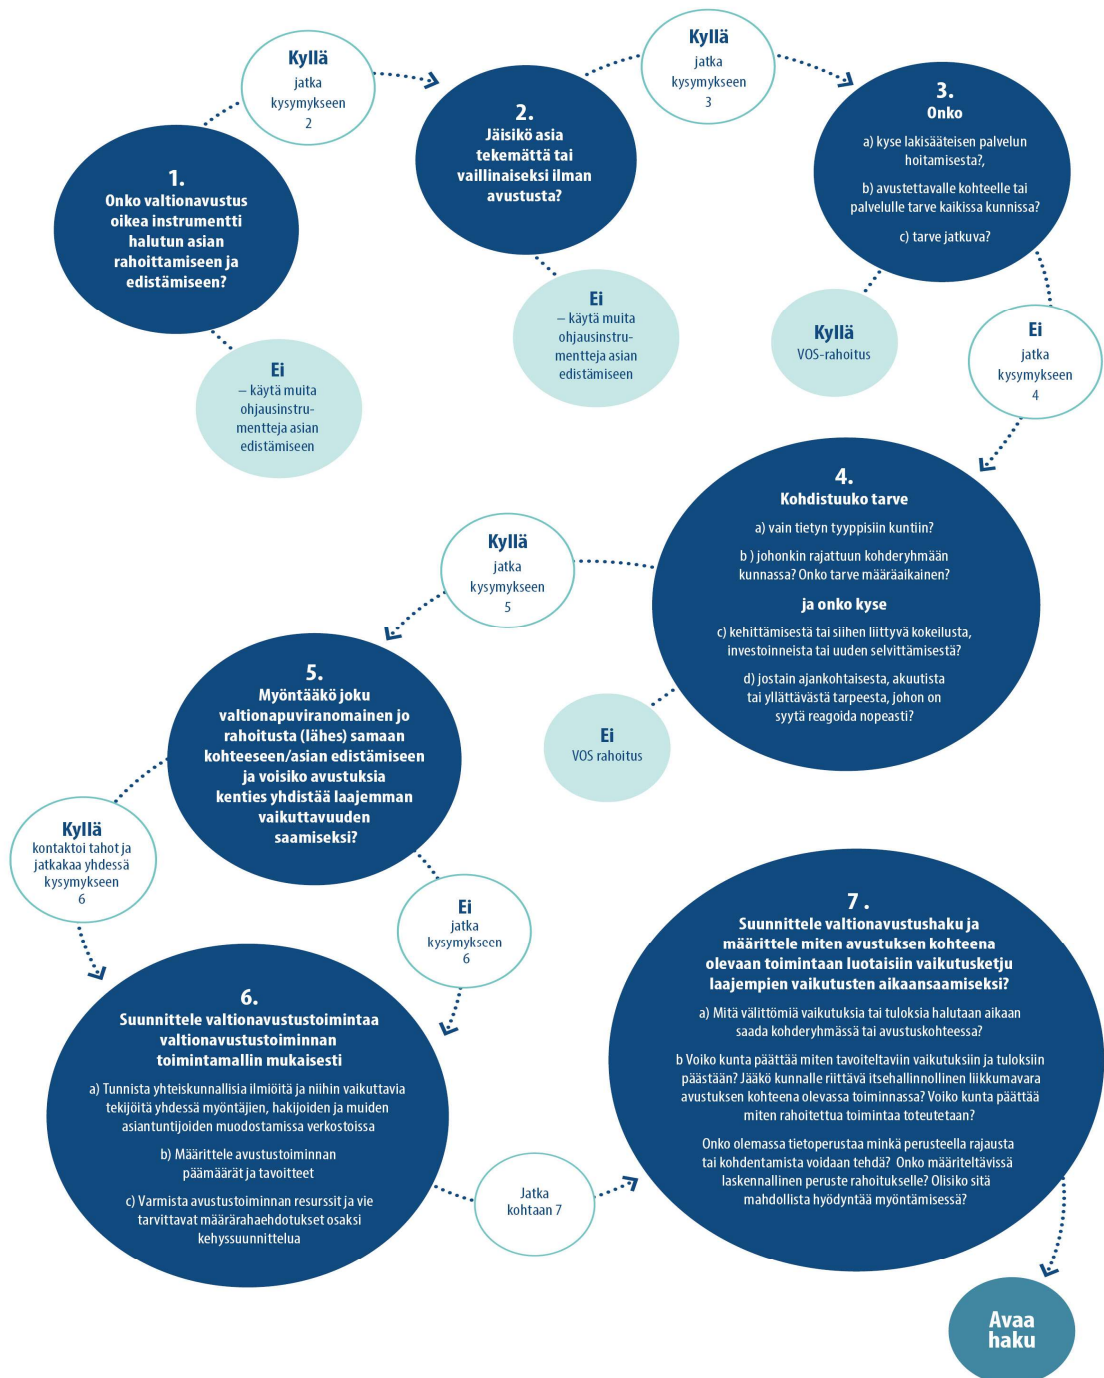 Kyllä
jatka
kysymykseen
2
Kyllä
jatka
kysymykseen
3
1.
Onko valtionavustus
oikea instrumentti
halutun asian
rahoittamiseen ja
edistämiseen?
2.
Jäisikö asia
tekemättä tai
vaillinaiseksi ilman
avustusta?
3.
Onko
a) kyse lakisääteisen palvelun
hoitamisesta?,
b) avustettavalle kohteelle tai
palvelulle tarve kaikissa kunnissa?
c) tarve jatkuva?
Ei
– käytä muita
ohjausinstru-
mentteja asian
edistämiseen
Ei
– käytä muita
ohjausinstru-
mentteja asian
edistämiseen
Kyllä
VOS-rahoitus
Ei
jatka
kysymykseen
4
4.
Kohdistuuko tarve
a) vain tietyn tyyppisiin kuntiin?
b ) johonkin rajattuun kohderyhmään
kunnassa? Onko tarve määräaikainen?
ja onko kyse
c) kehittämisestä tai siihen liittyvä kokeilusta,
investoinneista tai uuden selvittämisestä?
d) jostain ajankohtaisesta, akuutista
tai yllättävästä tarpeesta, johon on
syytä reagoida nopeasti?
Kyllä
jatka
kysymykseen
5
Ei
VOS rahoitus
5.
Myöntääkö joku
valtionapuviranomainen jo
rahoitusta (lähes) samaan
kohteeseen/asian edistämiseen
ja voisiko avustuksia
kenties yhdistää laajemman
vaikuttavuuden
saamiseksi?
Kyllä
kontaktoi tahot ja
jatkakaa yhdessä
kysymykseen
6
Ei
jatka
kysymykseen
6
6.
Suunnittele valtionavustustoimintaa
valtionavustustoiminnan
toimintamallin mukaisesti
a) Tunnista yhteiskunnallisia ilmiöitä ja niihin vaikuttavia
tekijöitä yhdessä myöntäjien, hakijoiden ja muiden
asiantuntijoiden muodostamissa verkostoissa
b) Määrittele avustustoiminnan
päämäärät ja tavoitteet
c) Varmista avustustoiminnan resurssit ja vie
tarvittavat määrärahaehdotukset osaksi
kehyssuunnittelua
Jatka
kohtaan 7
7 .
Suunnittele valtionavustushaku ja
määrittele miten avustuksen kohteena
olevaan toimintaan luotaisiin vaikutusketju
laajempien vaikutusten aikaansaamiseksi?
a) Mitä välittömiä vaikutuksia tai tuloksia halutaan aikaan
saada kohderyhmässä tai avustuskohteessa?
b Voiko kunta päättää miten tavoiteltaviin vaikutuksiin ja tuloksiin
päästään? Jääkö kunnalle riittävä itsehallinnollinen liikkumavara
avustuksen kohteena olevassa toiminnassa? Voiko kunta päättää
miten rahoitettua toimintaa toteutetaan?
Onko olemassa tietoperustaa minkä perusteella rajausta
tai kohdentamista voidaan tehdä? Onko määriteltävissä
laskennallinen peruste rahoitukselle? Olisiko sitä
mahdollista hyödyntää myöntämisessä?
Avaa
haku